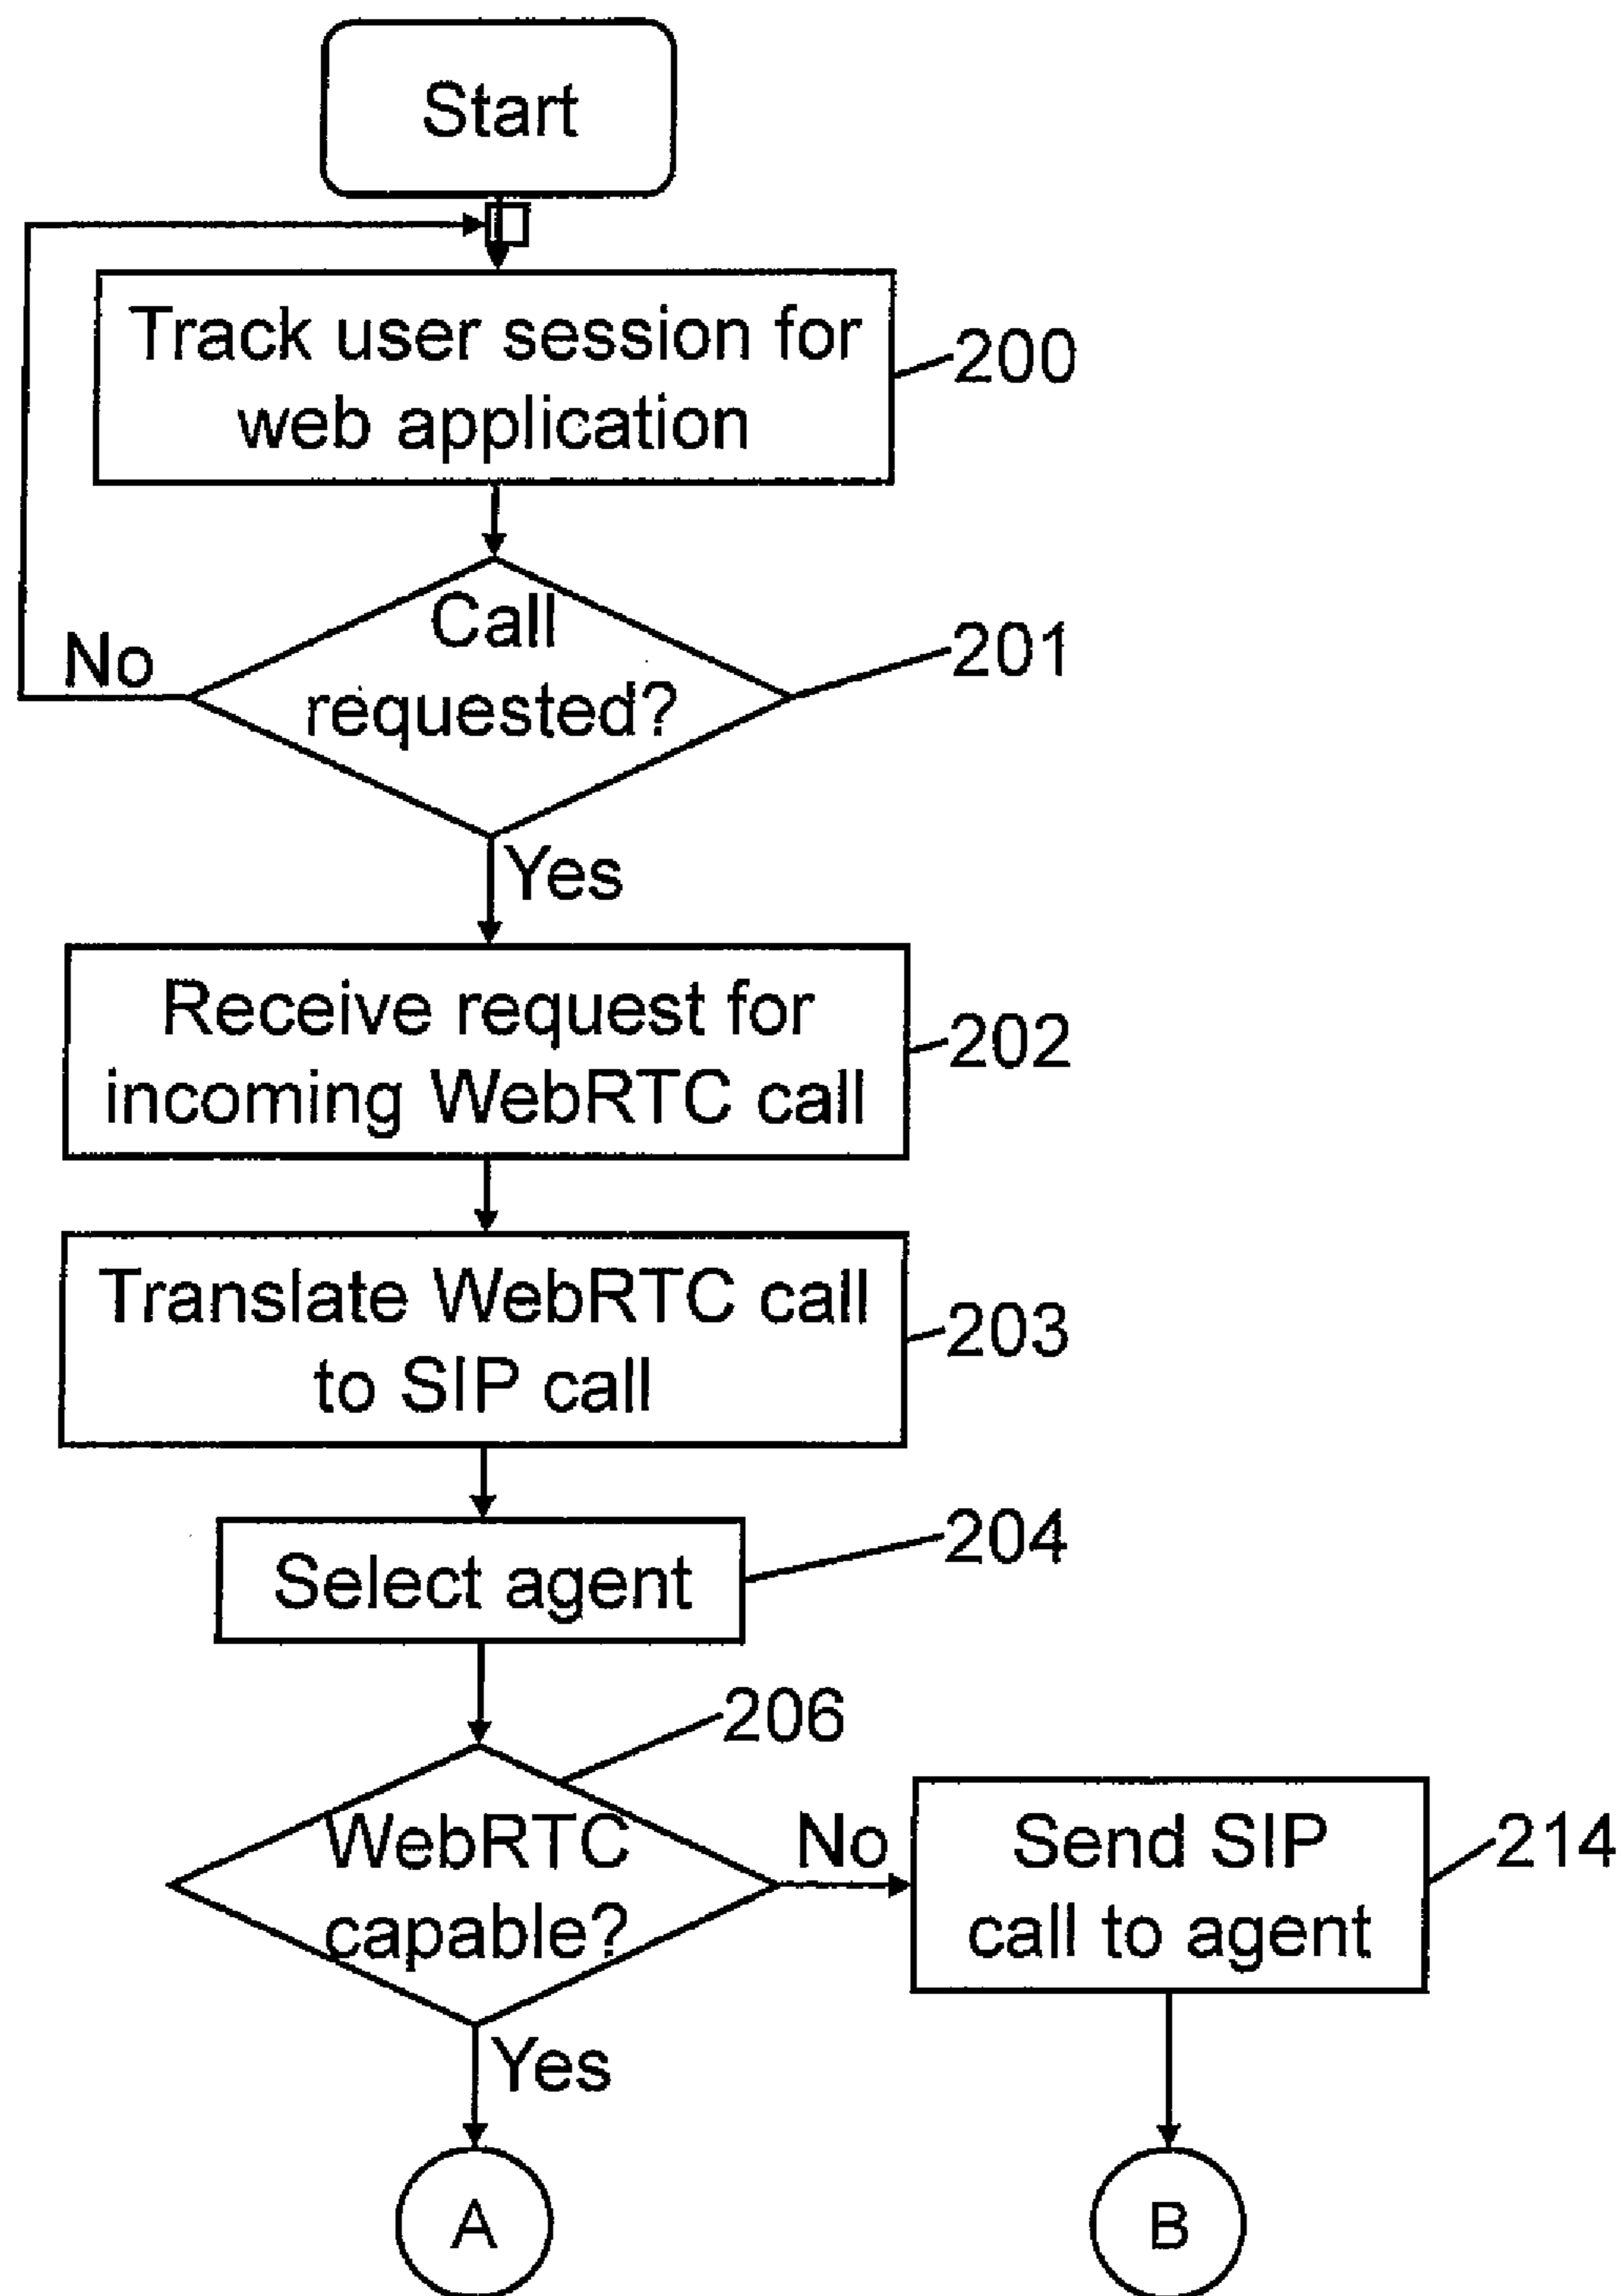 Start
Track user session for
web application
200
Call
requested?
201
No
Yes
Receive request for
incoming WebRTC call
202
Translate WebRTC call
to SIP call
203
Select agent
204
206
WebRTC
capable?
No
Send SIP
call to agent
214
Yes
A
B